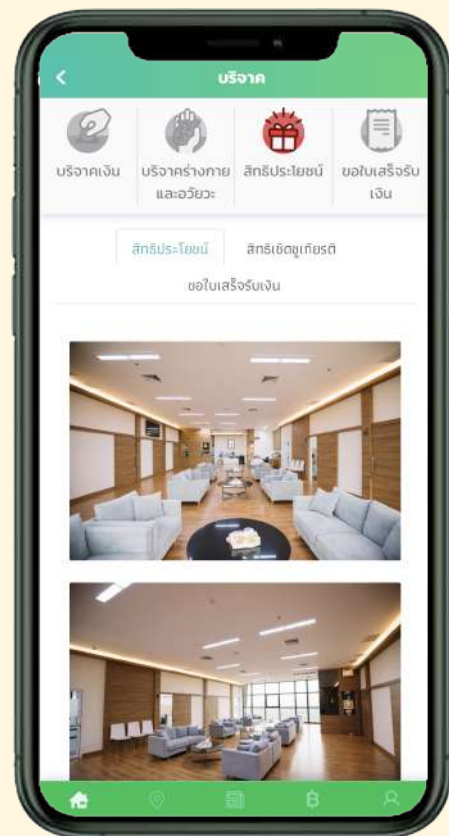 บริจาค
บริจาคเงิน
บริจาคร่างกาย
และอวัยวะ
สิทธิประโยชน์
ขอใบเสร็จรับ
เงิน
สิทธิประโยชน์
สิทธิเชิดชูเกียรติ
ขอใบเสร็จรับเงิน